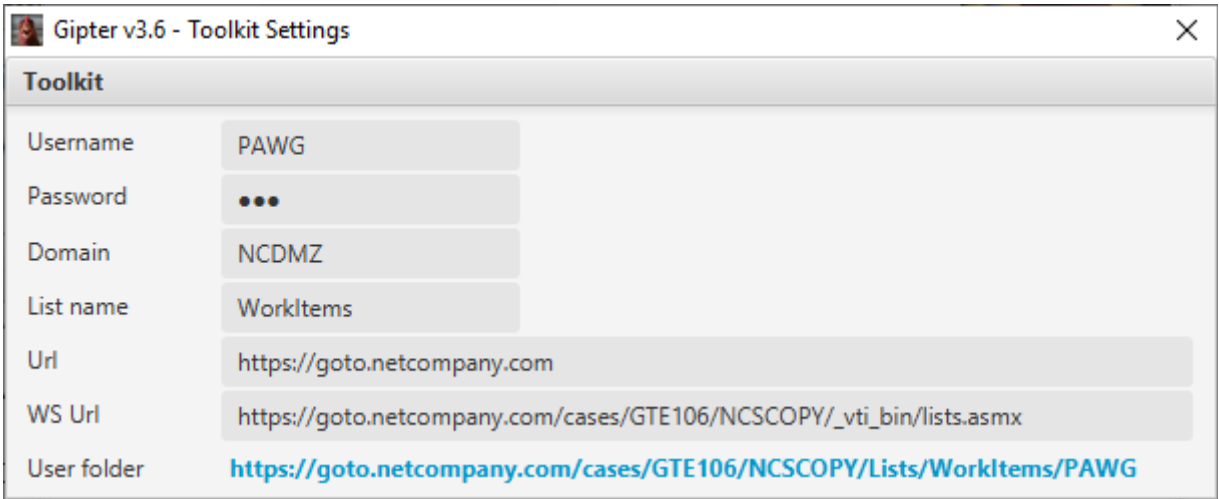 Gipter v3.6 - Toolkit Settings
Toolkit
Username PAWG
Password •••
Domain NCDMZ
List name WorkItems
Url https://goto.netcompany.com
WS Url https://goto.netcompany.com/cases/GTE106/NCSCOPY/_vti_bin/lists.asmx
User folder https://goto.netcompany.com/cases/GTE106/NCSCOPY/Lists/WorkItems/PAWG